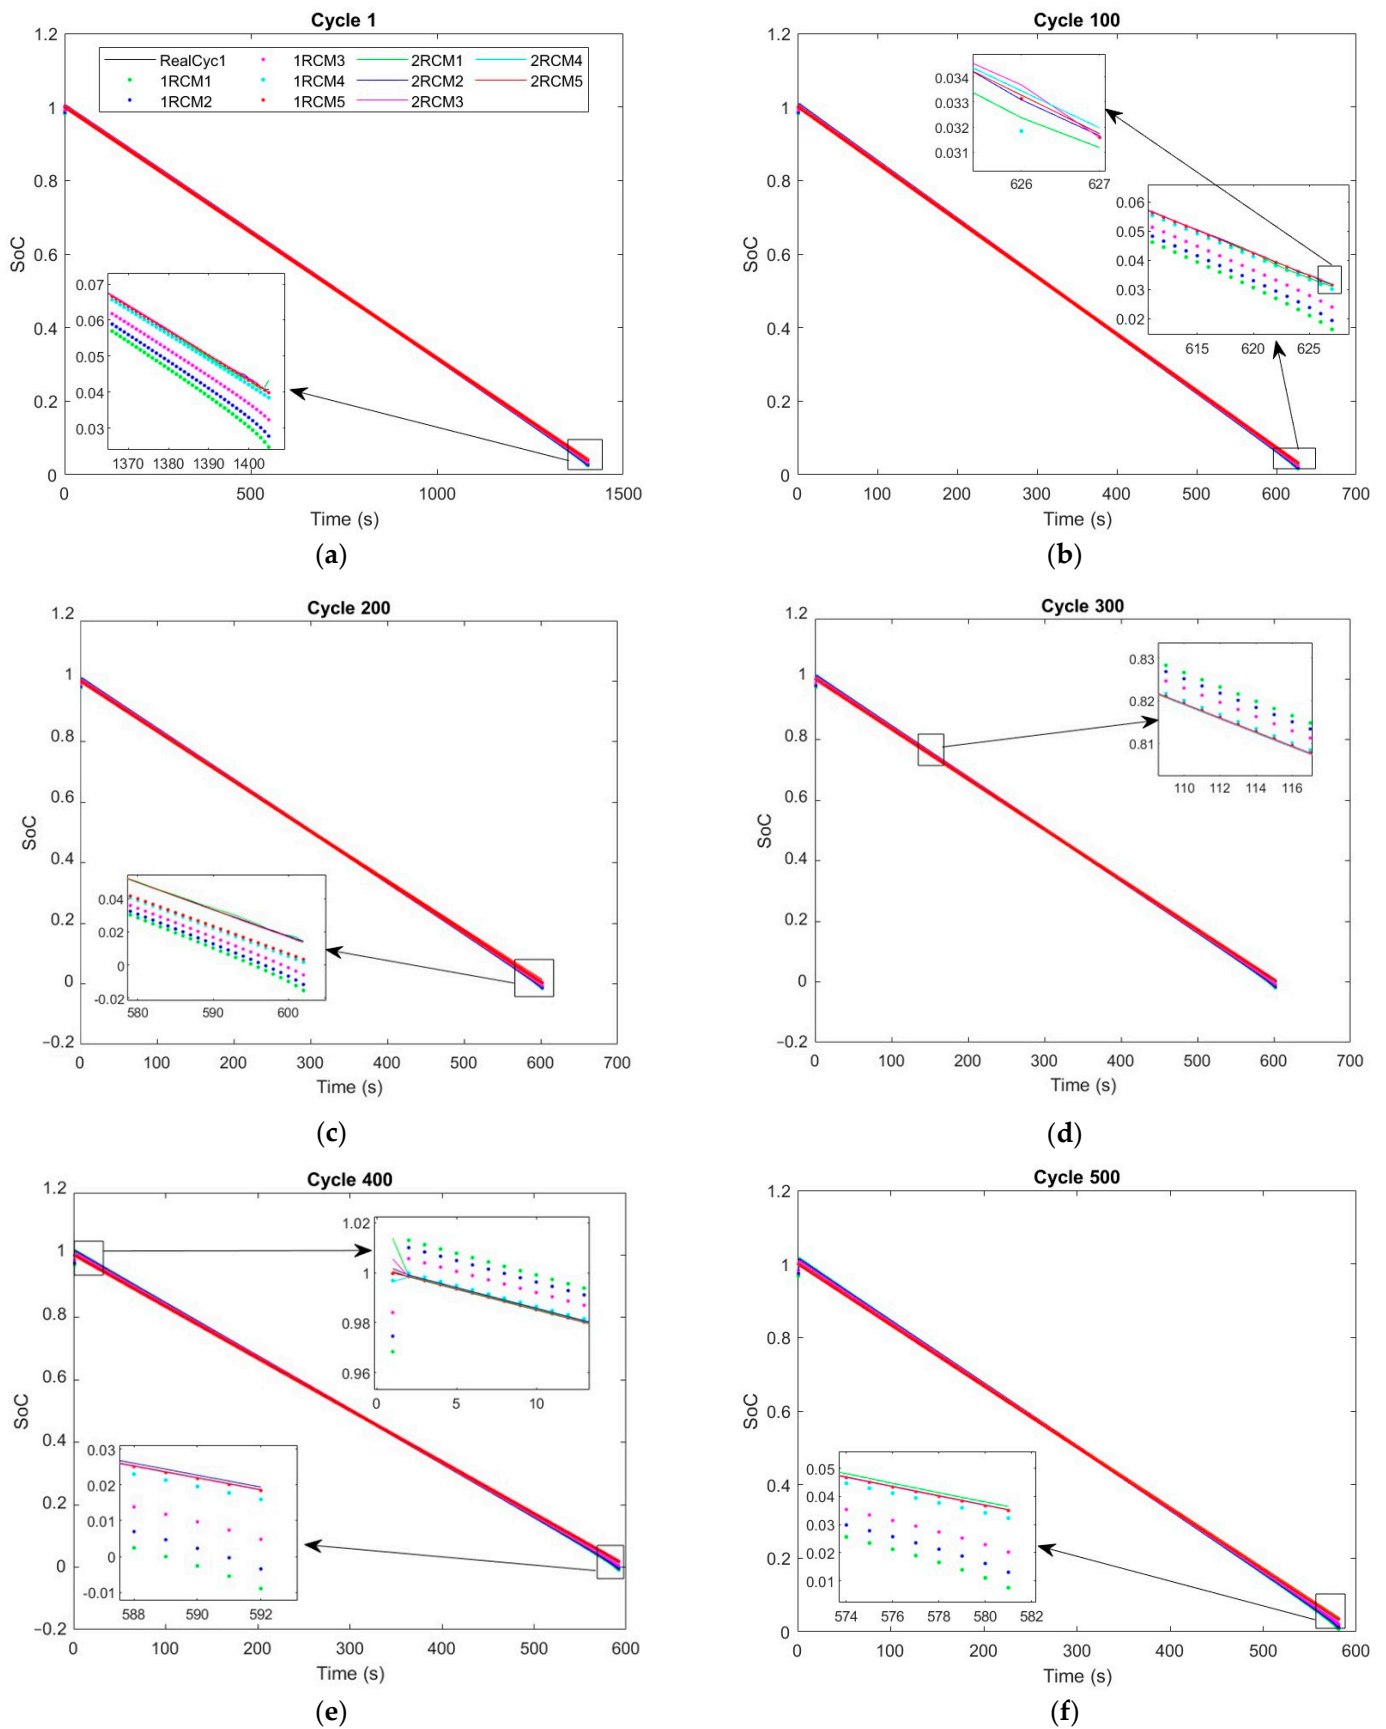 Cycle 1
1.2
1
0.8
0.6
0.4
0.2
0
SoC
RealCyc1
1RCM1
1RCM2
1RCM3
1RCM4
1RCM5
2RCM1
2RCM2
2RCM3
2RCM4
2RCM5
0.07
0.06
0.05
0.04
0.03
1370 1380 1390 1400
0 500 1000 1500
Time (s)
(a)
Cycle 100
1.2
1
0.8
0.6
0.4
0.2
0
SoC
0.034
0.033
0.032
0.031
626 627
0.06
0.05
0.04
0.03
0.02
615 620 625
0 100 200 300 400 500 600 700
Time (s)
(b)
Cycle 200
1.2
1
0.8
0.6
0.4
0.2
0
−0.2
SoC
0.04
0.02
0
-0.02
580 590 600
0 100 200 300 400 500 600 700
Time (s)
(c)
Cycle 300
1.2
1
0.8
0.6
0.4
0.2
0
−0.2
SoC
0.83
0.82
0.81
110 112 114 116
0 100 200 300 400 500 600 700
Time (s)
(d)
Cycle 400
1.2
1
0.8
0.6
0.4
0.2
0
−0.2
SoC
1.02
1
0.98
0.96
0 5 10
0.03
0.02
0.01
0
-0.01
588 590 592
0 100 200 300 400 500 600
Time (s)
(e)
Cycle 500
1.2
1
0.8
0.6
0.4
0.2
0
SoC
0.05
0.04
0.03
0.02
0.01
574 576 578 580 582
0 100 200 300 400 500 600
Time (s)
(f)